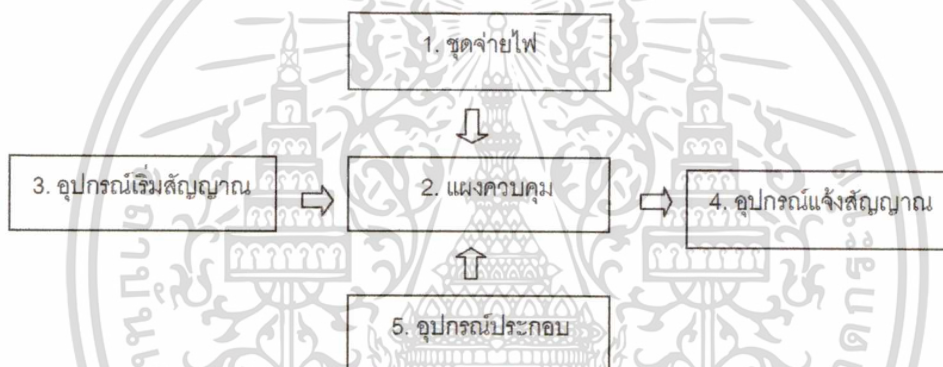 1. ชุดจ่ายไฟ
3. อุปกรณ์เริ่มสัญญาณ
2. แผงควบคุม
4. อุปกรณ์แจ้งสัญญาณ
5. อุปกรณ์ประกอบ